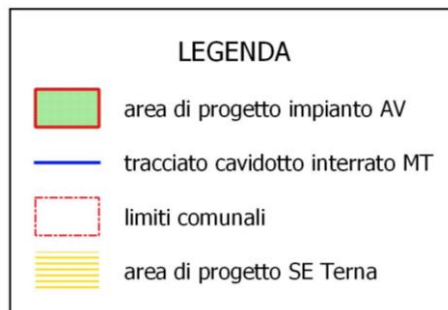 LEGENDA
area di progetto impianto AV
tracciato cavidotto interrato MT
limiti comunali
area di progetto SE Terna